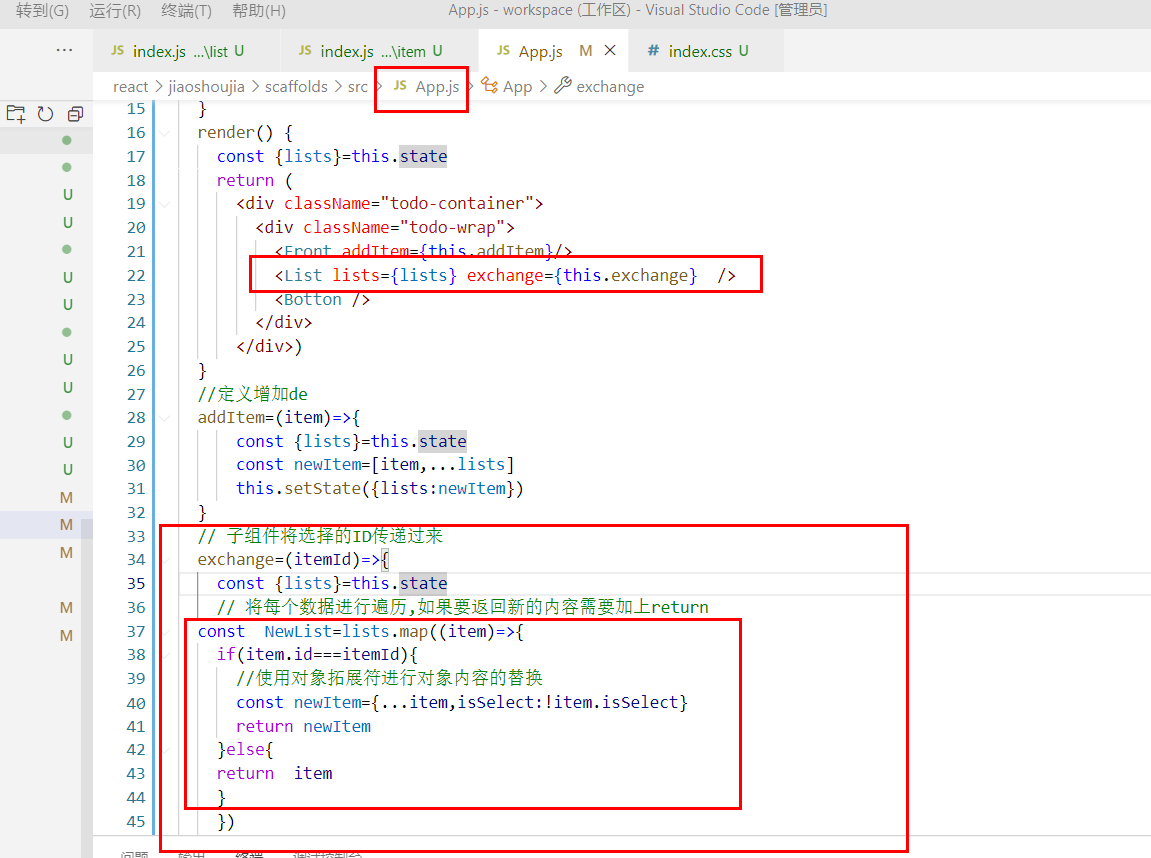 转到(G) 运行(R) 终端(T) 帮助(H) App.js - workspace (工作区) - Visual Studio Code [管理员]
··· JS index.js ...\list U JS index.js ...\item U JS App.js M × # index.css U
react > jiaoshoujia > scaffolds > src > JS App.js > App > exchange
15 }
16 render() {
17 const {lists}=this.state
18 return (
19 <div className="todo-container">
20 <div className="todo-wrap">
21 <Front addItem={this.addItem}/>
22 <List lists={lists} exchange={this.exchange} />
23 <Botton />
24 </div>
25 </div>)
26 }
27 //定义增加de
28 addItem=(item)=>{
29 const {lists}=this.state
30 const newItem=[item,...lists]
31 this.setState({lists:newItem})
32 }
33 // 子组件将选择的ID传递过来
34 exchange=(itemId)=>{
35 const {lists}=this.state
36 // 将每个数据进行遍历,如果要返回新的内容需要加上return
37 const NewList=lists.map((item)=>{
38 if(item.id===itemId){
39 //使用对象拓展符进行对象内容的替换
40 const newItem={...item,isSelect:!item.isSelect}
41 return newItem
42 }else{
43 return item
44 }
45 })
U
U
U
U
U
U
U
U
M
M
M
M
M
问题 输出 终端 调试控制台